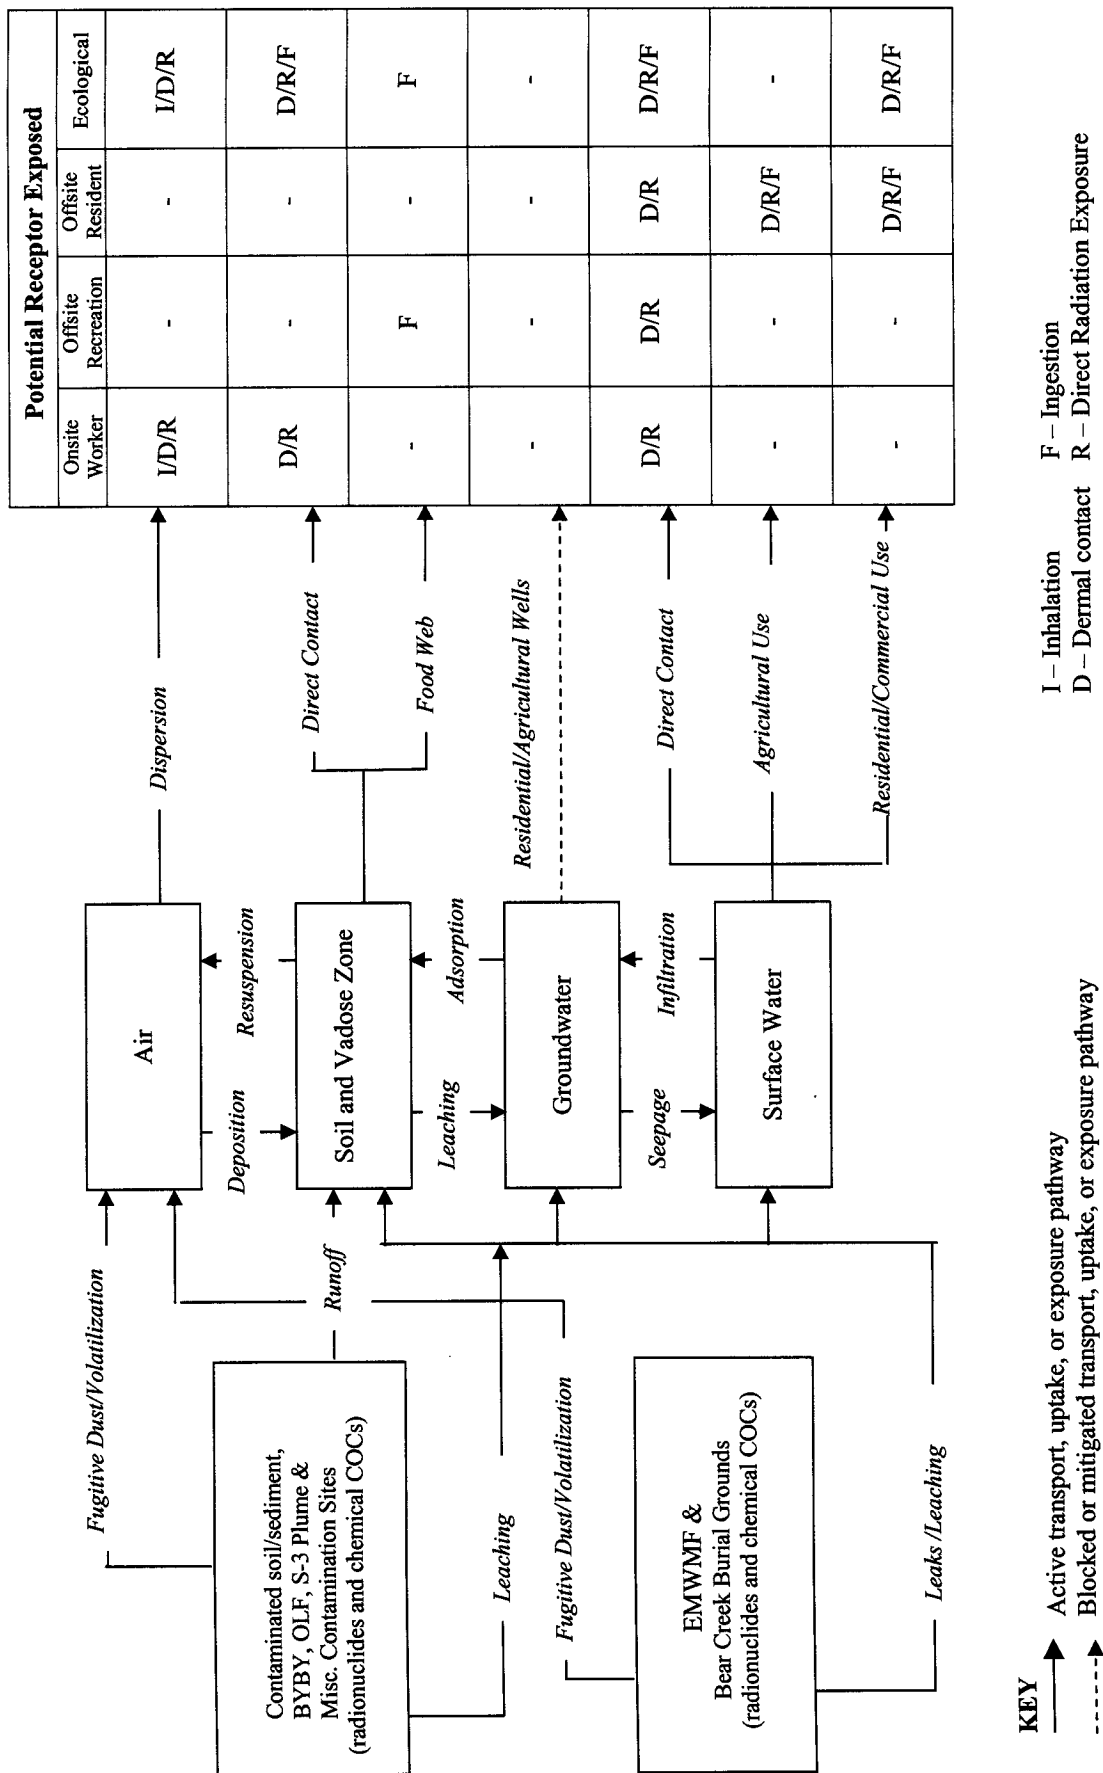 Contaminated soil/sediment,
BYBY, OLF, S-3 Plume &
Misc. Contamination Sites
(radionuclides and chemical COCs)
EMWMF &
Bear Creek Burial Grounds
(radionuclides and chemical COCs)
Fugitive Dust/Volatilization
Runoff
Leaching
Fugitive Dust/Volatilization
Leaks /Leaching
Air
Deposition
Resuspension
Soil and Vadose Zone
Leaching
Adsorption
Groundwater
Seepage
Infiltration
Surface Water
Dispersion
Direct Contact
Food Web
Residential/Agricultural Wells
Direct Contact
Agricultural Use
Residential/Commercial Use
Potential Receptor Exposed
Onsite
Worker
Offsite
Recreation
Offsite
Resident
Ecological
I/D/R - - I/D/R
D/R - - D/R/F
- F - F
- - - -
D/R D/R D/R D/R/F
- - D/R/F -
- - D/R/F D/R/F
KEY
Active transport, uptake, or exposure pathway
Blocked or mitigated transport, uptake, or exposure pathway
I – Inhalation
D – Dermal contact
F – Ingestion
R – Direct Radiation Exposure